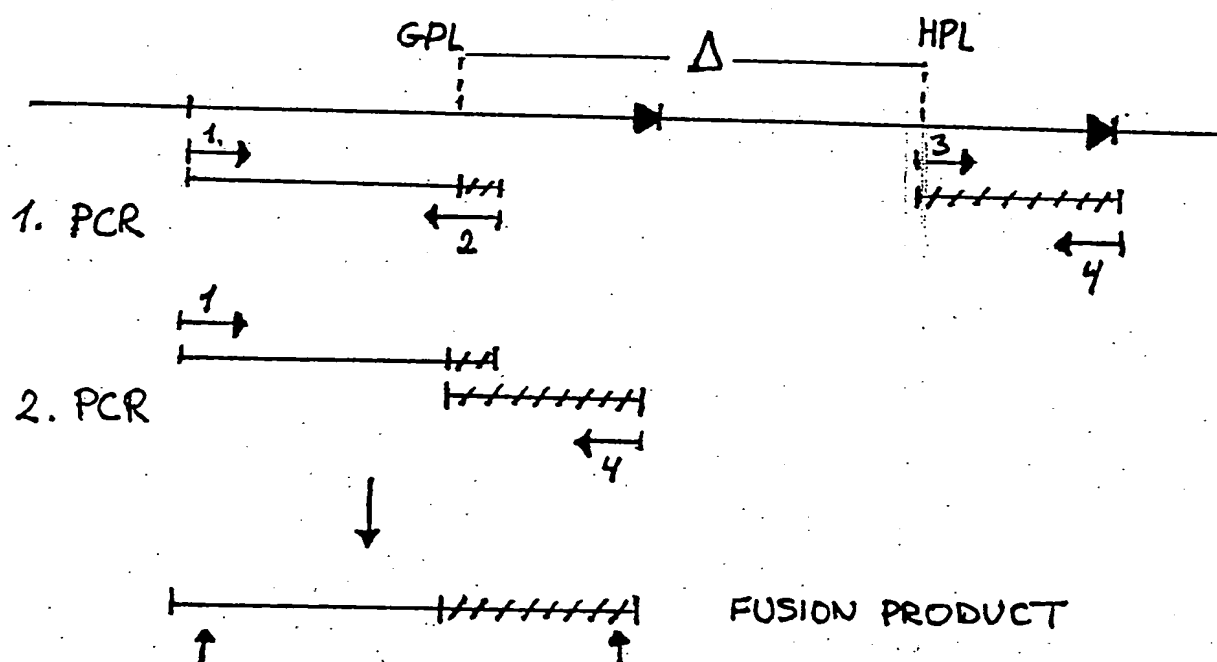 GPL Δ HPL
1. 3
1. PCR
2 4
1
2. PCR
4
FUSION PRODUCT